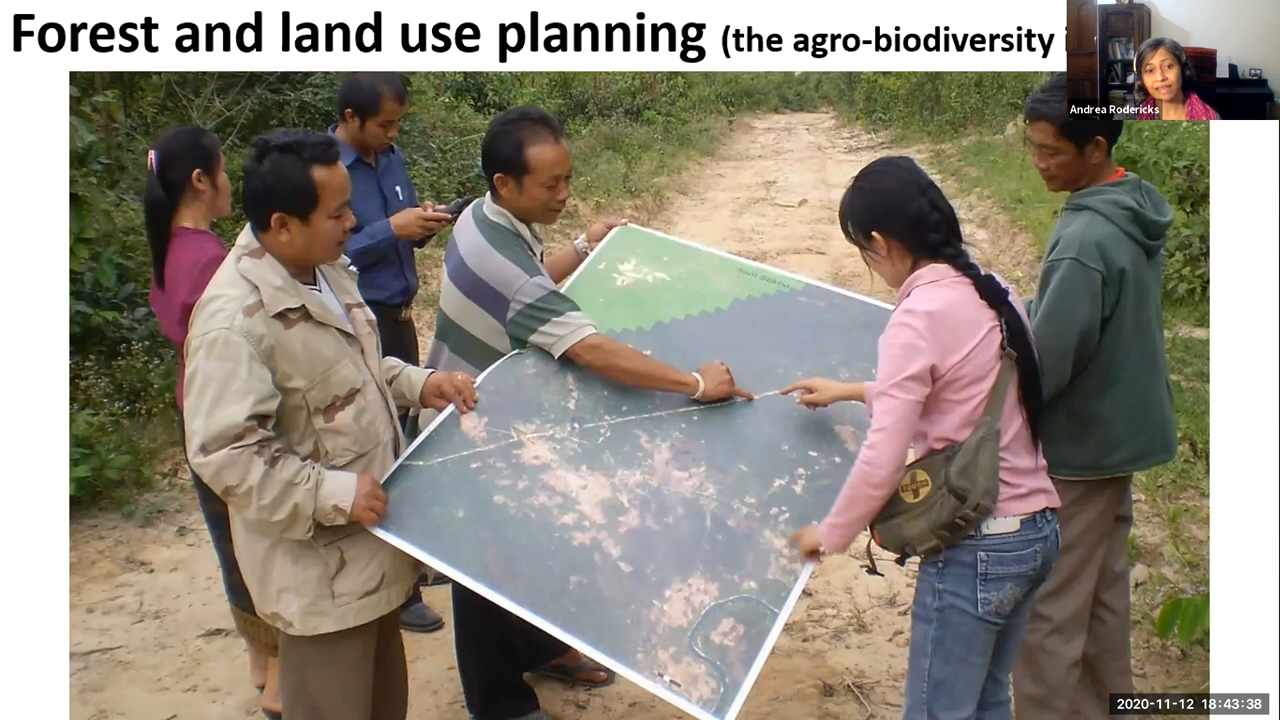 Forest and land use planning (the agro-biodiversity
Andrea Rodericks
2020-11-12 18:43:38